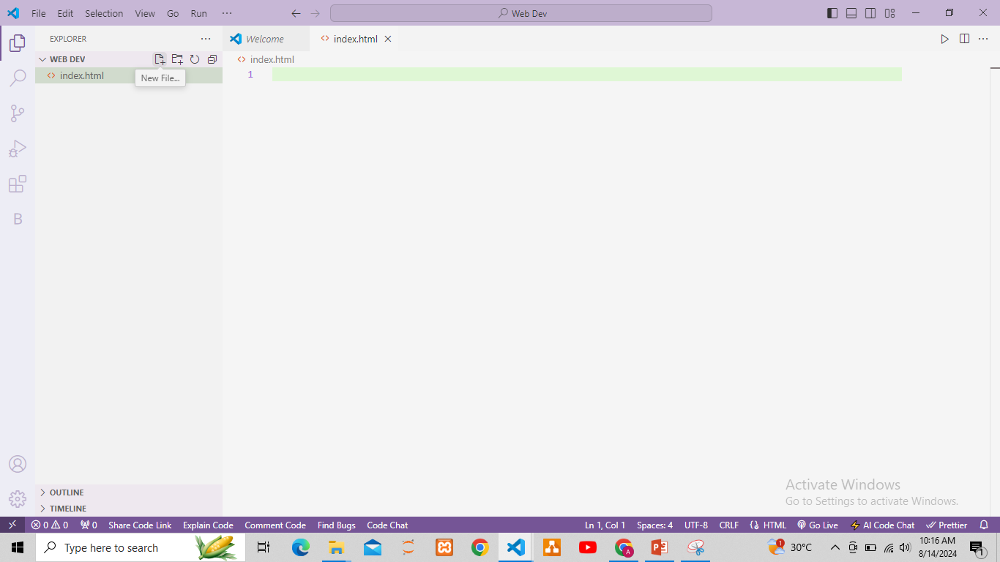 File Edit Selection View Go Run ···
Web Dev
EXPLORER
Welcome
index.html
WEB DEV
index.html
index.html
New File...
1
B
Activate Windows
Go to Settings to activate Windows.
OUTLINE
TIMELINE
0 0 0 Share Code Link Explain Code Comment Code Find Bugs Code Chat
Ln 1, Col 1 Spaces: 4 UTF-8 CRLF {} HTML Go Live AI Code Chat Prettier
Type here to search
A
1
30°C
10:16 AM
8/14/2024
1